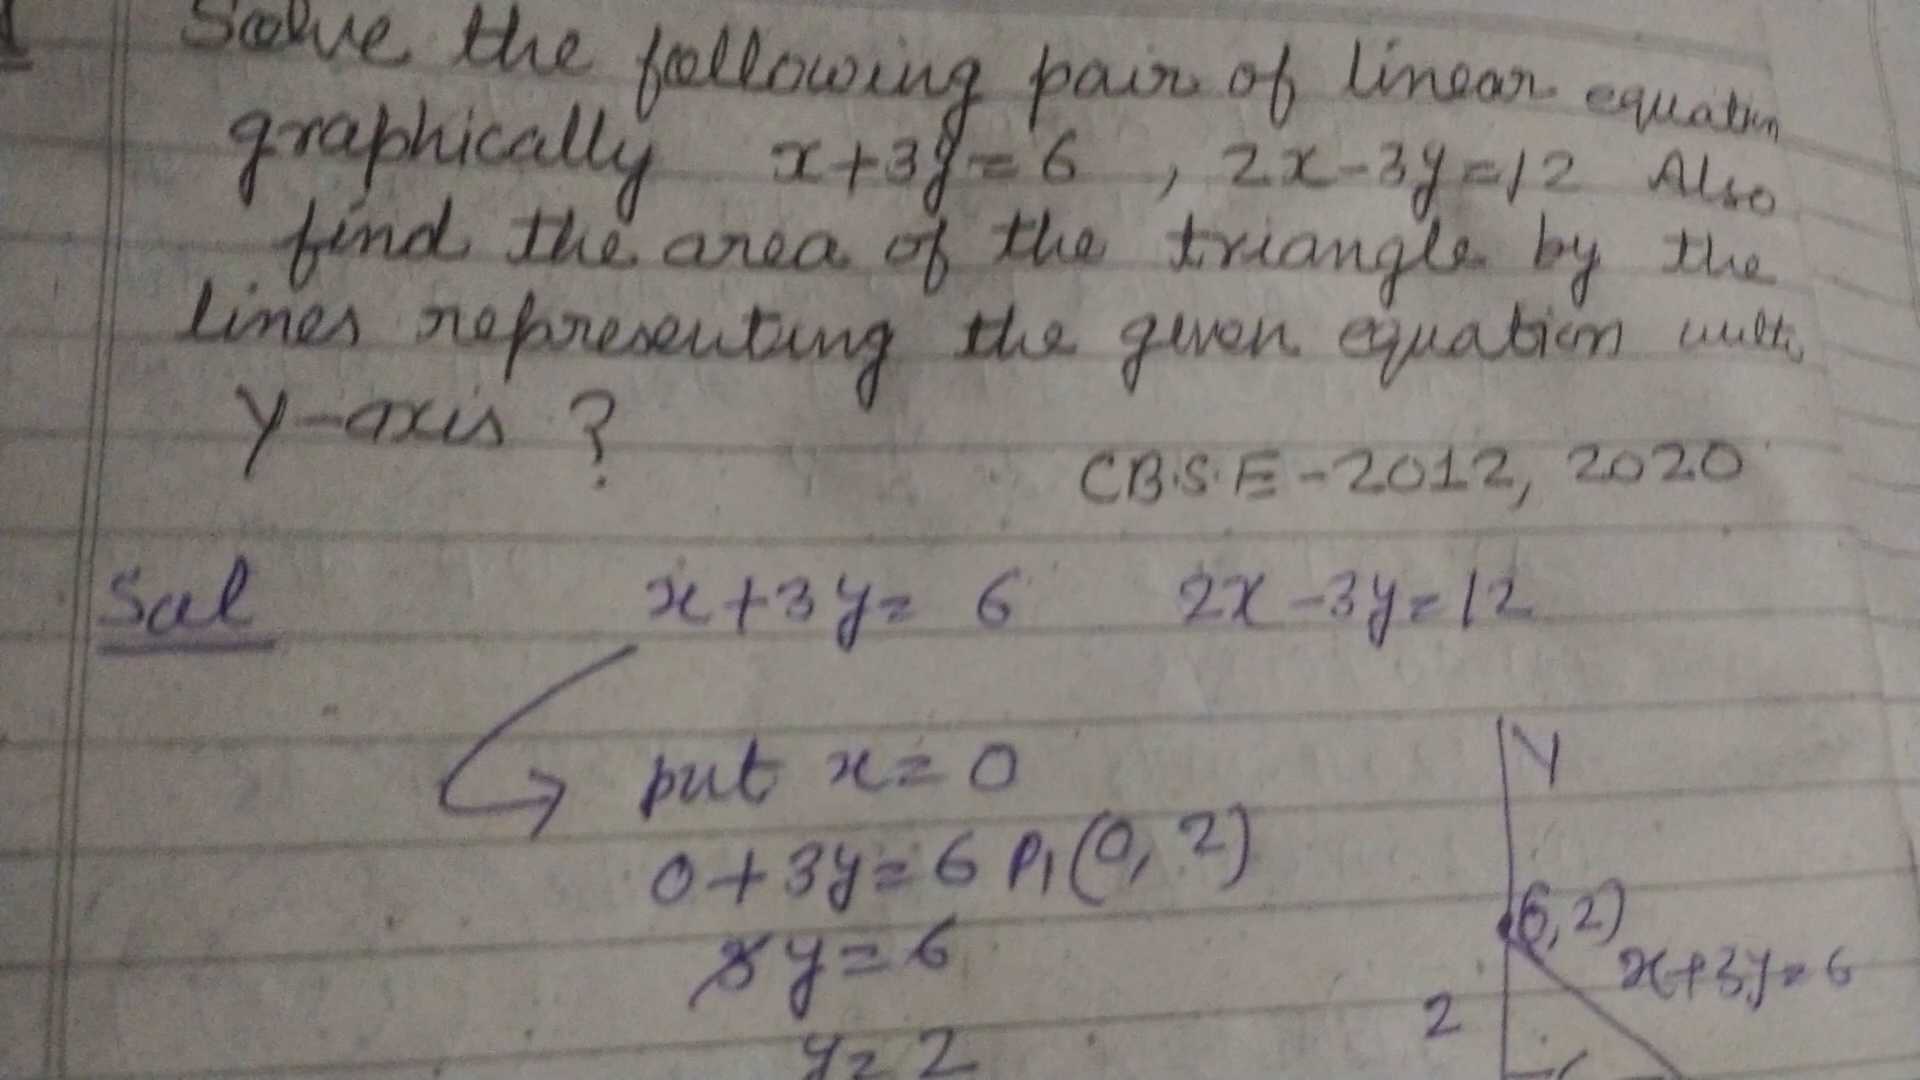 Solve the following pair of linear equation
graphically x+3y=6 , 2x-3y=12 Also
find the area of the triangle by the
lines representing the given equation with
Y-axis ?
C.B.S.E-2012, 2020
Sol x+3y= 6 2x-3y=12
put x=0
0+3y=6 P₁(0, 2)
3y=6
(0,2)
x+3y=6
2
y=2
Y